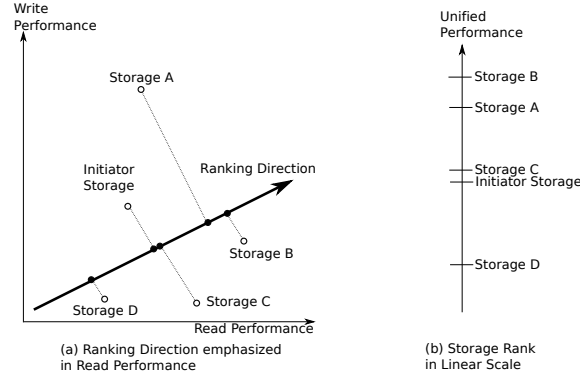 Write
Performance
Storage A
Initiator
Storage
Ranking Direction
Storage B
Storage D
Storage C
Read Performance
(a) Ranking Direction emphasized
in Read Performance
Unified
Performance
Storage B
Storage A
Storage C
Initiator Storage
Storage D
(b) Storage Rank
in Linear Scale